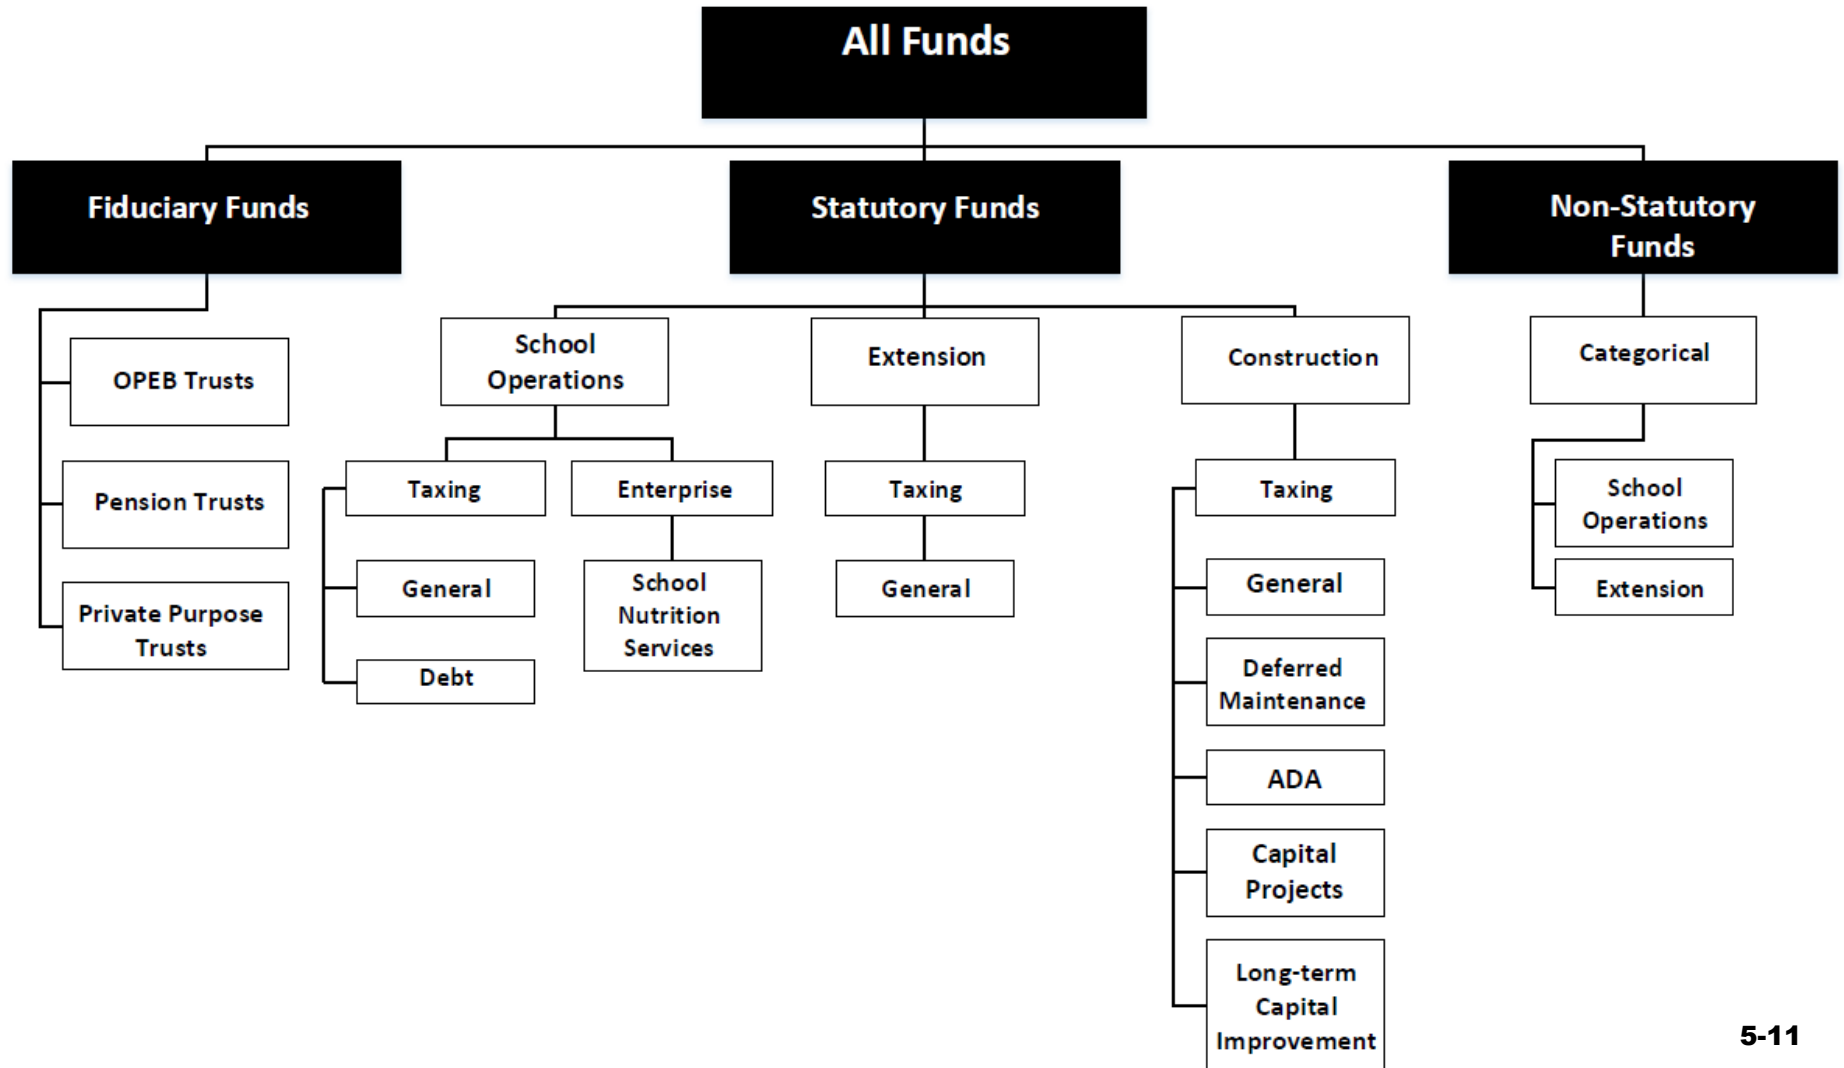 All Funds
Fiduciary Funds
Statutory Funds
Non-Statutory
Funds
OPEB Trusts
Pension Trusts
Private Purpose
Trusts
School
Operations
Extension
Construction
Categorical
Taxing
Enterprise
Taxing
Taxing
School
Operations
Extension
General
Debt
School
Nutrition
Services
General
General
Deferred
Maintenance
ADA
Capital
Projects
Long-term
Capital
Improvement
5-11